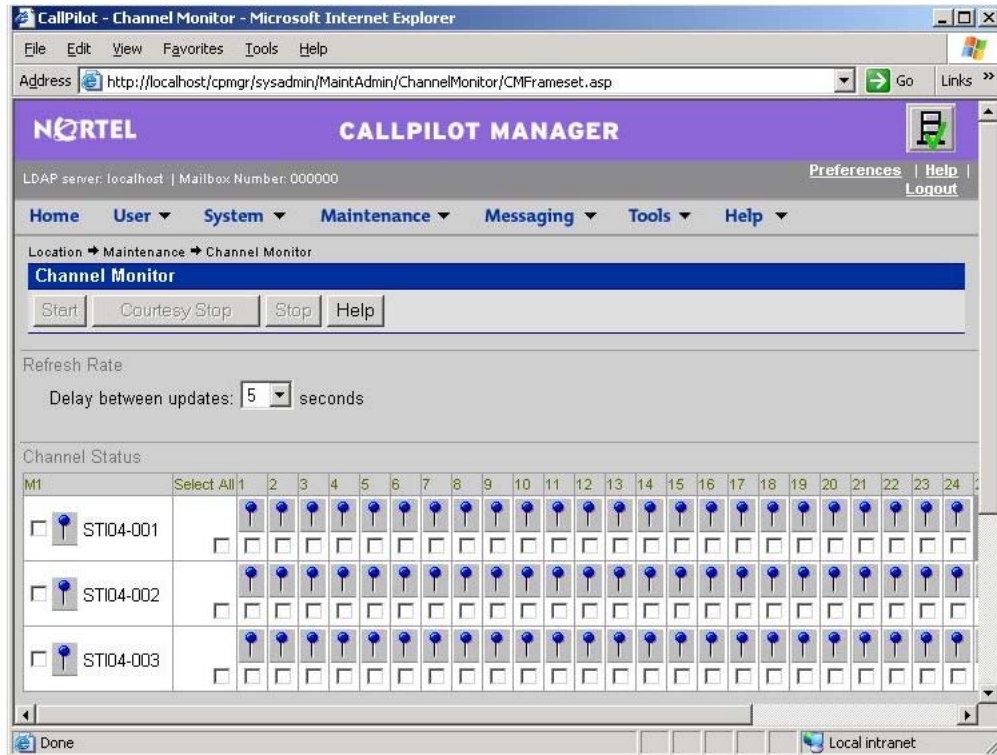 CallPilot - Channel Monitor - Microsoft Internet Explorer
File Edit View Favorites Tools Help
Address http://localhost/cpmgr/sysadmin/MaintAdmin/ChannelMonitor/CMFrameset.asp Go Links »
NORTEL CALLPILOT MANAGER
LDAP server: localhost | Mailbox Number: 000000 Preferences | Help |
Logout
Home User System Maintenance Messaging Tools Help
Location → Maintenance → Channel Monitor
Channel Monitor
Start Courtesy Stop Stop Help
Refresh Rate
Delay between updates: 5 seconds
Channel Status
M1 Select All 1 2 3 4 5 6 7 8 9 10 11 12 13 14 15 16 17 18 19 20 21 22 23 24
STI04-001
STI04-002
STI04-003
Done Local intranet